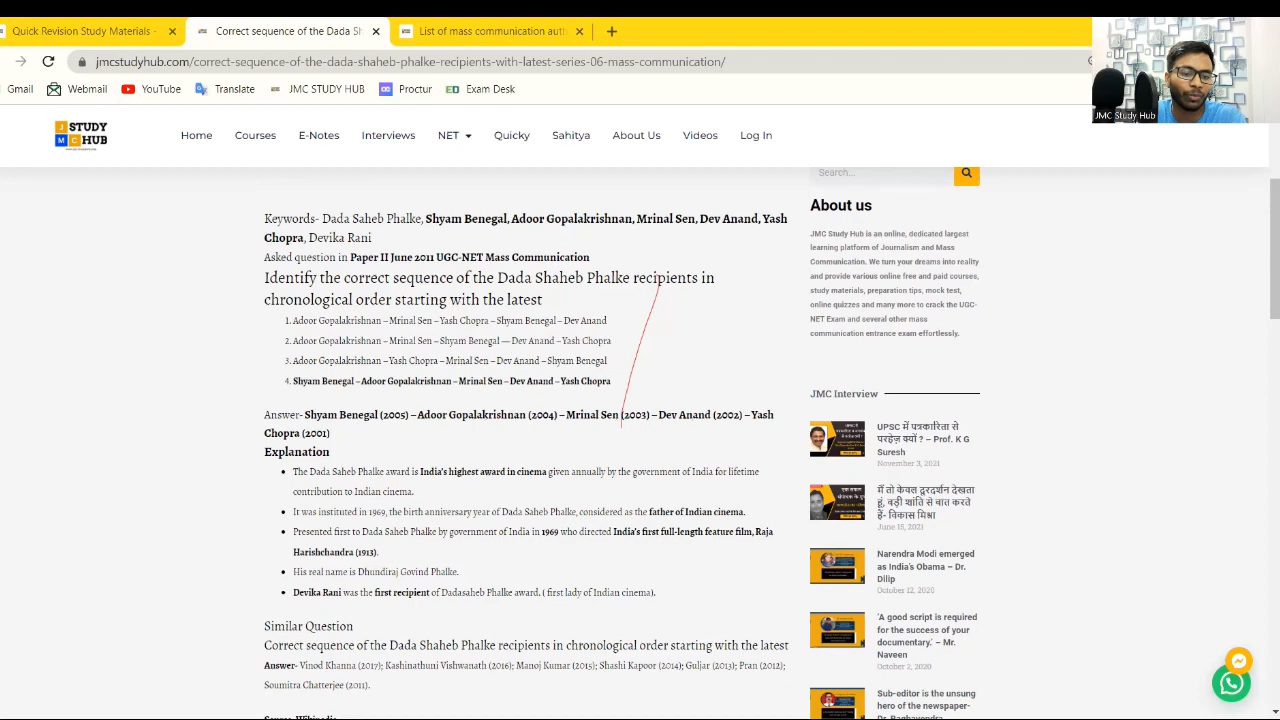 Quick Revision Study Materials -
Correct sequence of the Dada Sh
List of mass communication auth
jmcstudyhub.com/correct-sequence-of-the-dada-shaheb-phalke-recipients-latest-series-06-mass-communication/
Gmail Webmail YouTube Translate JMC STUDY HUB Proctur Ed Exam Desk
JMC Study Hub
J STUDY
M C HUB
Home Courses E-Notes Interviews NET Quicky Sahitya About Us Videos Log In
Search...
Keywords- Dada Saheb Phalke, Shyam Benegal, Adoor Gopalakrishnan, Mrinal Sen, Dev Anand, Yash
Chopra, Devika Rani
Asked question in Paper II June 2011 UGC-NET Mass Communication
Identify the correct sequence of the Dada Shaheb Phalke recipients in
chronological order starting with the latest
1. Adoor Gopalakrishnan – Mrinal Sen – Yash Chopra – Shyam Benegal – Dev Anand
2. Adoor Gopalakrishnan – Mrinal Sen – Shyam Benegal – Dev Anand – Yash Chopra
3. Adoor Gopalakrishnan – Yash Chopra – Dev Anand – Mrinal Sen – Shyam Benegal
4. Shyam Benegal – Adoor Gopalakrishnan – Mrinal Sen – Dev Anand – Yash Chopra
Answer- Shyam Benegal (2005) – Adoor Gopalakrishnan (2004) – Mrinal Sen (2003) – Dev Anand (2002) – Yash
Chopra (2001)
Explanation
• The Dada Saheb Phalke award is India's highest award in cinema given annually by the government of India for lifetime
contribution to Indian cinema.
• Presented first in 1969, the birth anniversary year of Dada Saheb Phalke who is considered as the father of Indian cinema.
• Presented first to Dada Saheb Phalke by government of India in 1969 who directed India's first full-length feature film, Raja
Harishchandra (1913).
• His real name is Dhundiraj Govind Phalke.
• Devika Rani was the first recipient of Dadasaheb Phalke award. ( first lady of Indian cinema).
Similar Question
Correct sequence of the Dada Shaheb Phalke recipients in chronological order starting with the latest
Answer- Vinod Khanna (2017); Kasinadhuni Vishwanath (2016); Manoj Kumar (2015); Shashi Kapoor (2014); Guljar (2013); Pran (2012);
Soumitra Chatterjee (2011).
About us
JMC Study Hub is an online, dedicated largest
learning platform of Journalism and Mass
Communication. We turn your dreams into reality
and provide various online free and paid courses,
study materials, preparation tips, mock test,
online quizzes and many more to crack the UGC-
NET Exam and several other mass
communication entrance exam effortlessly.
JMC Interview
UPSC में पत्रकारिता से
परहेज़ क्यों ? – Prof. K G
Suresh
November 3, 2021
मैं तो केवल दूरदर्शन देखता
हूं, बड़ी शांति से बात करते
हैं- विकास मिश्रा
June 15, 2021
Narendra Modi emerged
as India's Obama – Dr.
Dilip
October 12, 2020
'A good script is required
for the success of your
documentary.' – Mr.
Naveen
October 2, 2020
Sub-editor is the unsung
hero of the newspaper-